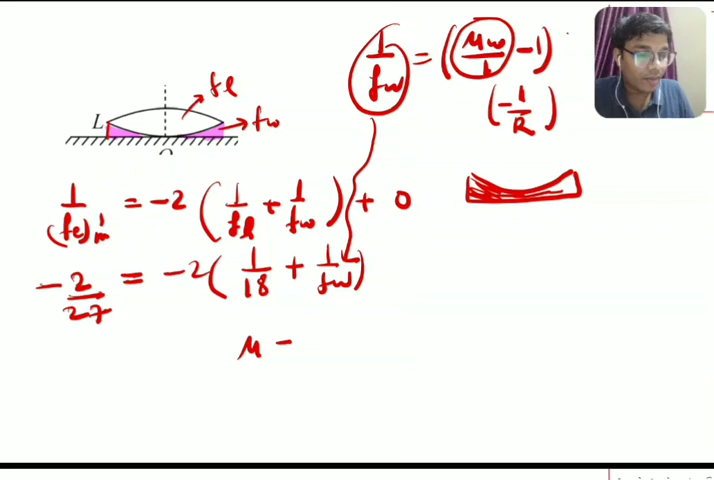 1/fw = (μw/1 - 1)
(-1/R)
fl
L
fw
1/(fe)m = -2 (1/fl + 1/fw) + 0
-2/27 = -2 (1/18 + 1/fw)
μ =